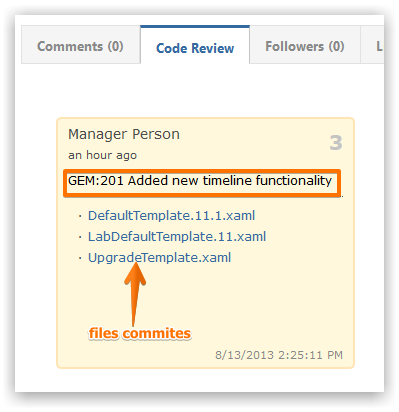 Comments (0) Code Review Followers (0) L
Manager Person 3
an hour ago
GEM:201 Added new timeline functionality
DefaultTemplate.11.1.xaml
LabDefaultTemplate.11.xaml
UpgradeTemplate.xaml
files commites
8/13/2013 2:25:11 PM